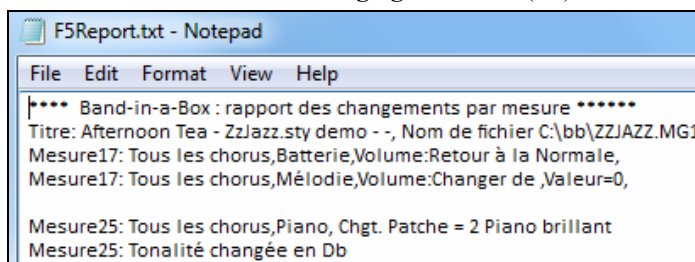 F5Report.txt - Notepad
File Edit Format View Help
**** Band-in-a-Box : rapport des changements par mesure ******
Titre: Afternoon Tea - ZzJazz.sty demo - -, Nom de fichier C:\bb\ZZJAZZ.MG1
Mesure17: Tous les chorus,Batterie,Volume:Retour à la Normale,
Mesure17: Tous les chorus,Mélodie,Volume:Changer de ,Valeur=0,
Mesure25: Tous les chorus,Piano, Chgt. Patche = 2 Piano brillant
Mesure25: Tonalité changée en Db